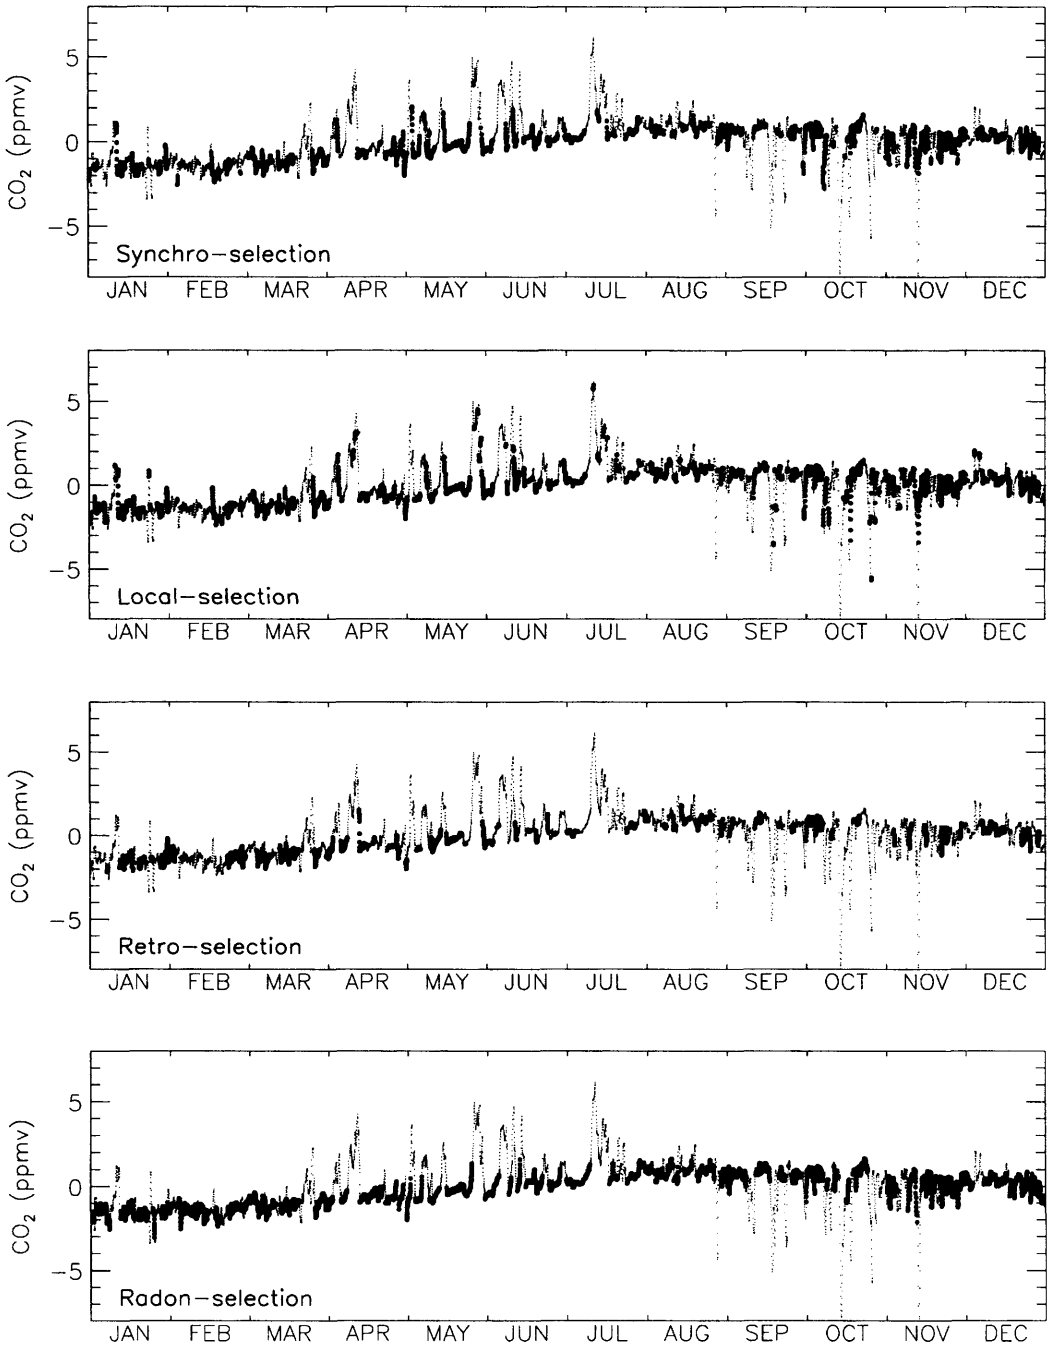 CO2 (ppmv)
5
0
−5
Synchro−selection
JAN FEB MAR APR MAY JUN JUL AUG SEP OCT NOV DEC
CO2 (ppmv)
5
0
−5
Local−selection
JAN FEB MAR APR MAY JUN JUL AUG SEP OCT NOV DEC
CO2 (ppmv)
5
0
−5
Retro−selection
JAN FEB MAR APR MAY JUN JUL AUG SEP OCT NOV DEC
CO2 (ppmv)
5
0
−5
Radon−selection
JAN FEB MAR APR MAY JUN JUL AUG SEP OCT NOV DEC